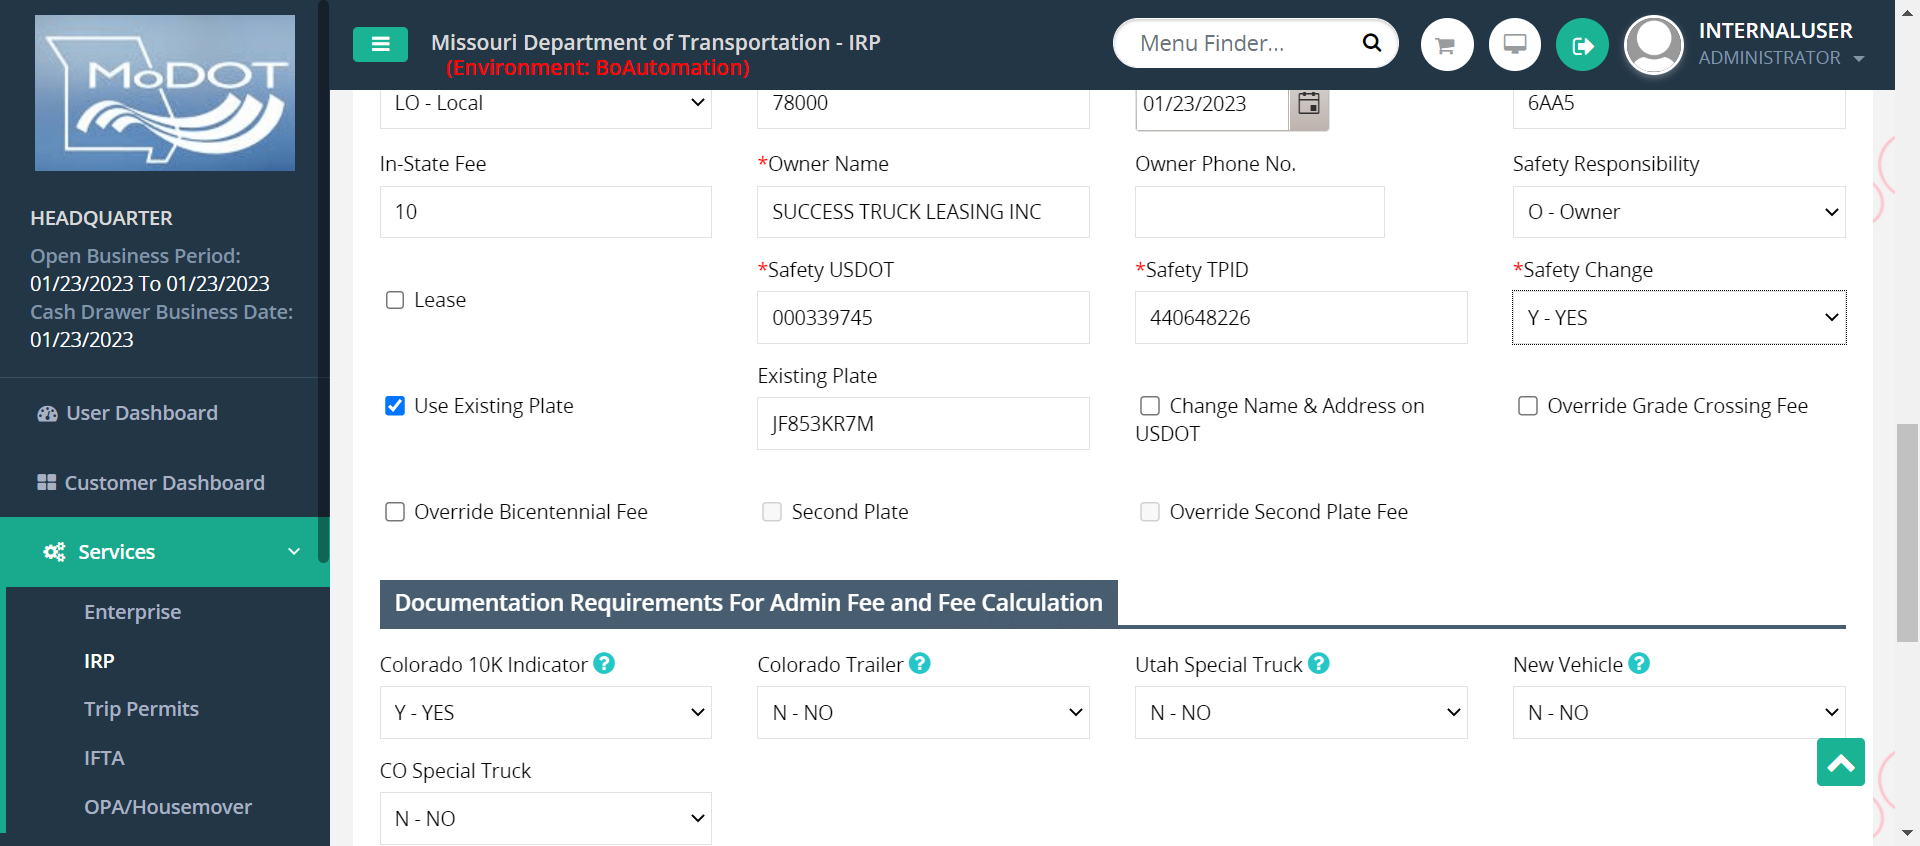 MoDOT
Missouri Department of Transportation - IRP
(Environment: BoAutomation)
Menu Finder...
INTERNALUSER
ADMINISTRATOR
HEADQUARTER
Open Business Period:
01/23/2023 To 01/23/2023
Cash Drawer Business Date:
01/23/2023
User Dashboard
Customer Dashboard
Services
Enterprise
IRP
Trip Permits
IFTA
OPA/Housemover
LO - Local
78000
01/23/2023
6AA5
In-State Fee
*Owner Name
Owner Phone No.
Safety Responsibility
10
SUCCESS TRUCK LEASING INC
O - Owner
Lease
*Safety USDOT
*Safety TPID
*Safety Change
000339745
440648226
Y - YES
Use Existing Plate
Existing Plate
JF853KR7M
Change Name & Address on
USDOT
Override Grade Crossing Fee
Override Bicentennial Fee
Second Plate
Override Second Plate Fee
Documentation Requirements For Admin Fee and Fee Calculation
Colorado 10K Indicator ?
Colorado Trailer ?
Utah Special Truck ?
New Vehicle ?
Y - YES
N - NO
N - NO
N - NO
CO Special Truck
N - NO